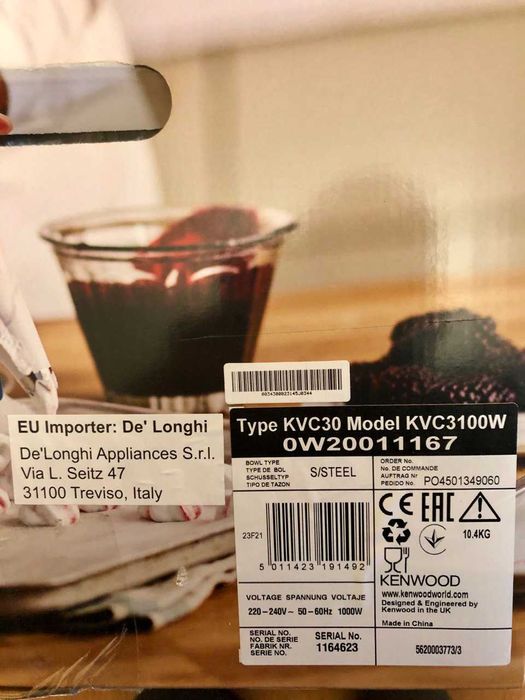 6034300023145J0344
EU Importer: De' Longhi
De'Longhi Appliances S.r.l.
Via L. Seitz 47
31100 Treviso, Italy
Type KVC30 Model KVC3100W
0W20011167
BOWL TYPE
TYPE DE BOL
SCHUSSELTYP
TIPO DE TAZON
S/STEEL
ORDER No.
No. DE COMMANDE
AUFTRAG Nr
PEDIDO No.
PO4501349060
23F21
5 011423 191492
CE EAC
10.4KG
KENWOOD
www.kenwoodworld.com
Designed & Engineered by
Kenwood in the UK
Made in China
VOLTAGE SPANNUNG VOLTAJE
220-240V~ 50-60Hz 1000W
SERIAL NO.
NO. DE SERIE
FABRIK NR.
SERIE NO.
SERIAL No.
1164623
5620003773/3